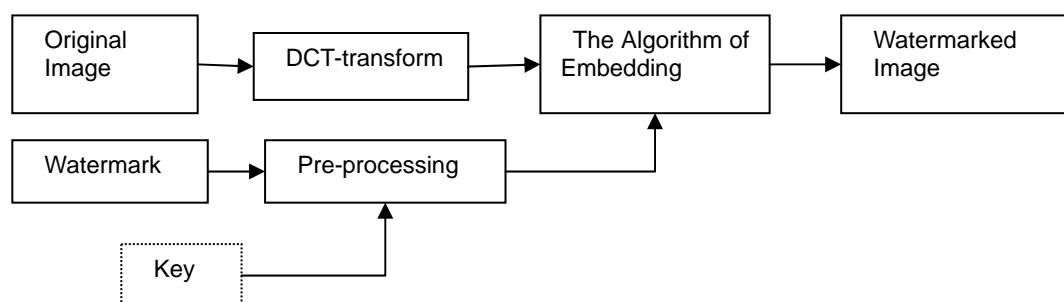 Original
Image
DCT-transform
The Algorithm of
Embedding
Watermarked
Image
Watermark
Pre-processing
Key